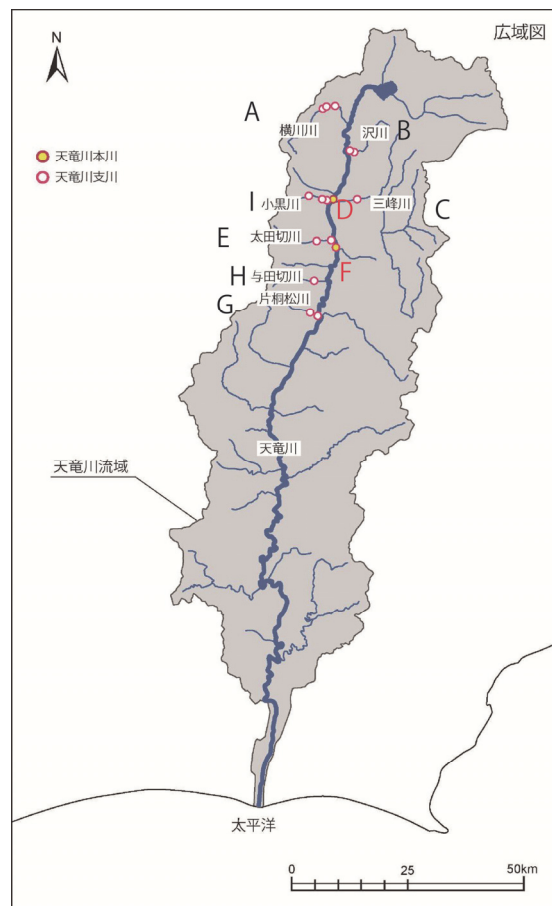 広域図
N
A
横川川
沢川
B
天竜川本川
天竜川支川
I
小黒川
D
三峰川
C
E
太田切川
F
H
与田切川
G
片桐松川
天竜川
天竜川流域
太平洋
0
25
50km